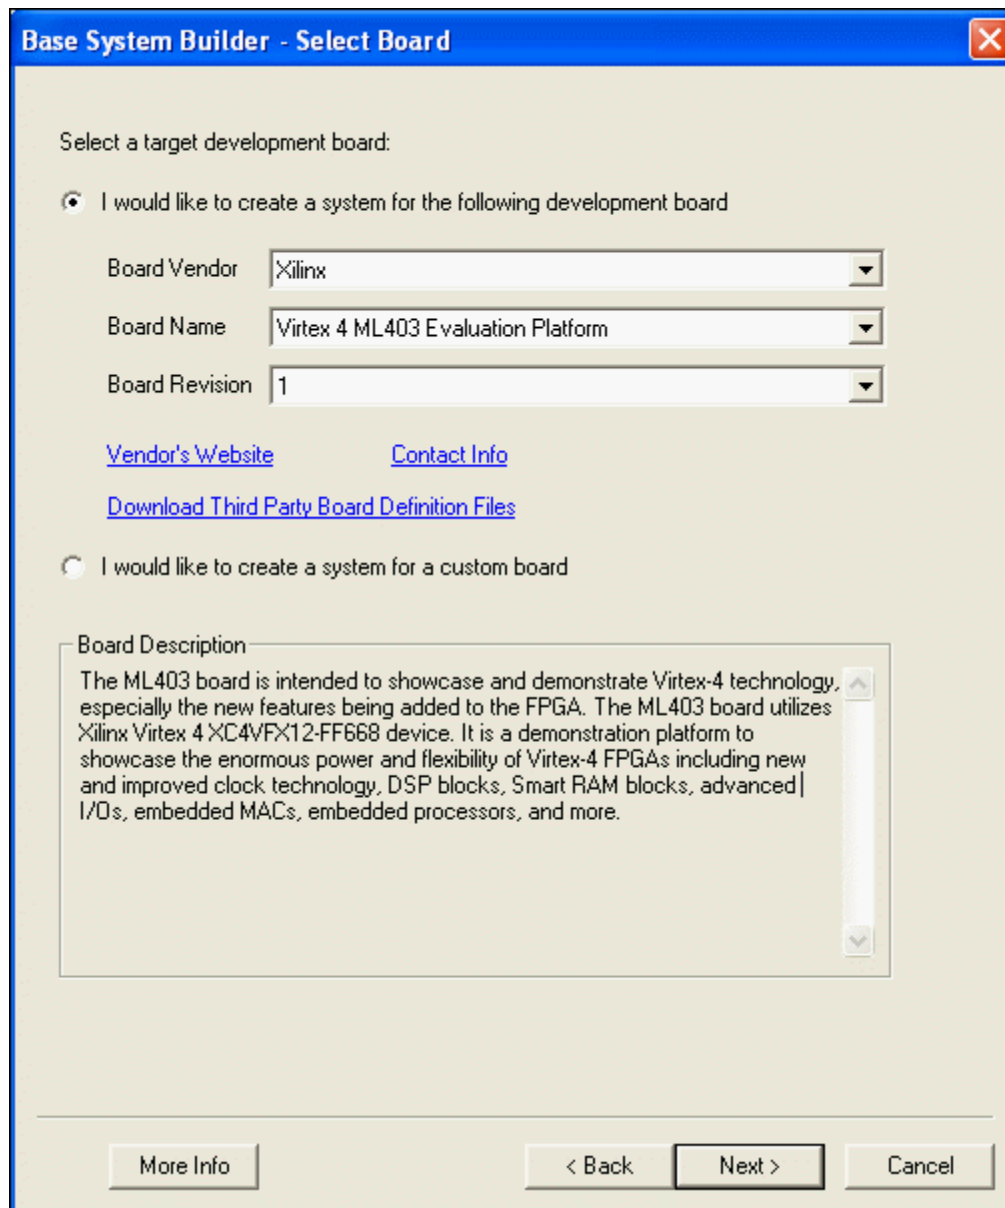 Base System Builder - Select Board
Select a target development board:
I would like to create a system for the following development board
Board Vendor Xilinx
Board Name Virtex 4 ML403 Evaluation Platform
Board Revision 1
Vendor's Website Contact Info
Download Third Party Board Definition Files
I would like to create a system for a custom board
Board Description
The ML403 board is intended to showcase and demonstrate Virtex-4 technology,
especially the new features being added to the FPGA. The ML403 board utilizes
Xilinx Virtex 4 XC4VFX12-FF668 device. It is a demonstration platform to
showcase the enormous power and flexibility of Virtex-4 FPGAs including new
and improved clock technology, DSP blocks, Smart RAM blocks, advanced
I/Os, embedded MACs, embedded processors, and more.
More Info < Back Next > Cancel